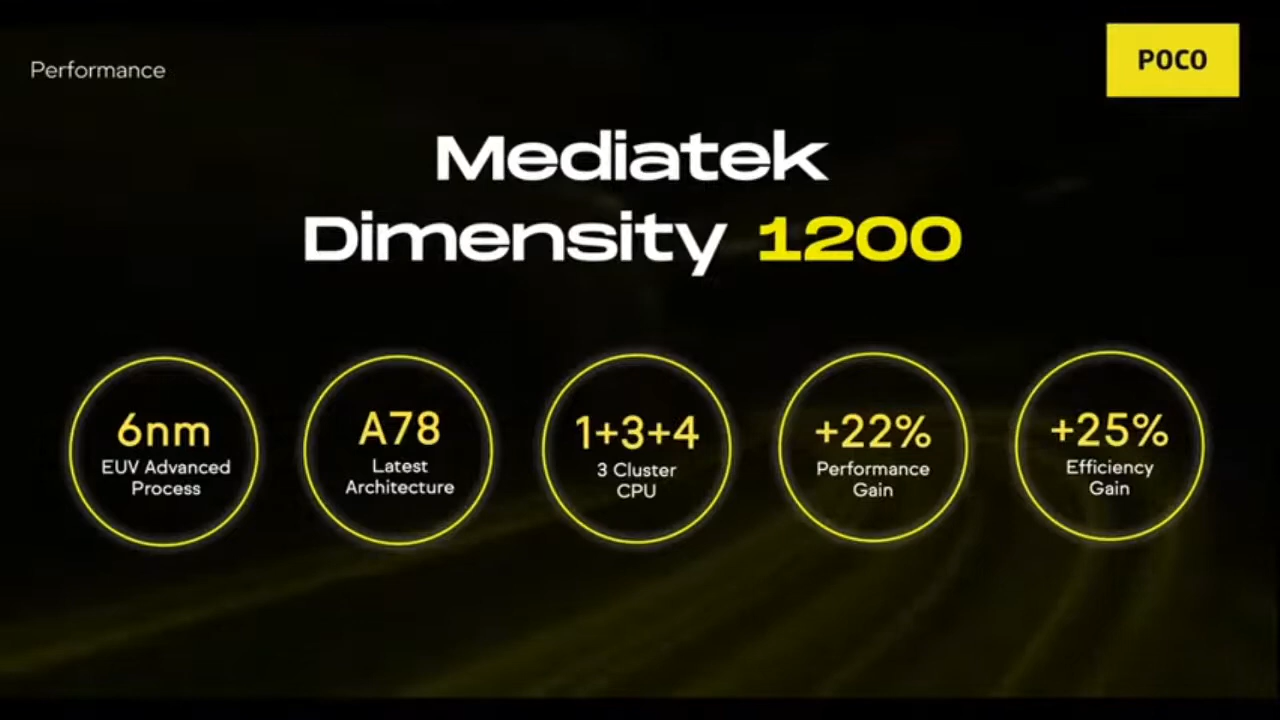 Performance
POCO
Mediatek
Dimensity 1200
6nm
EUV Advanced
Process
A78
Latest
Architecture
1+3+4
3 Cluster
CPU
+22%
Performance
Gain
+25%
Efficiency
Gain